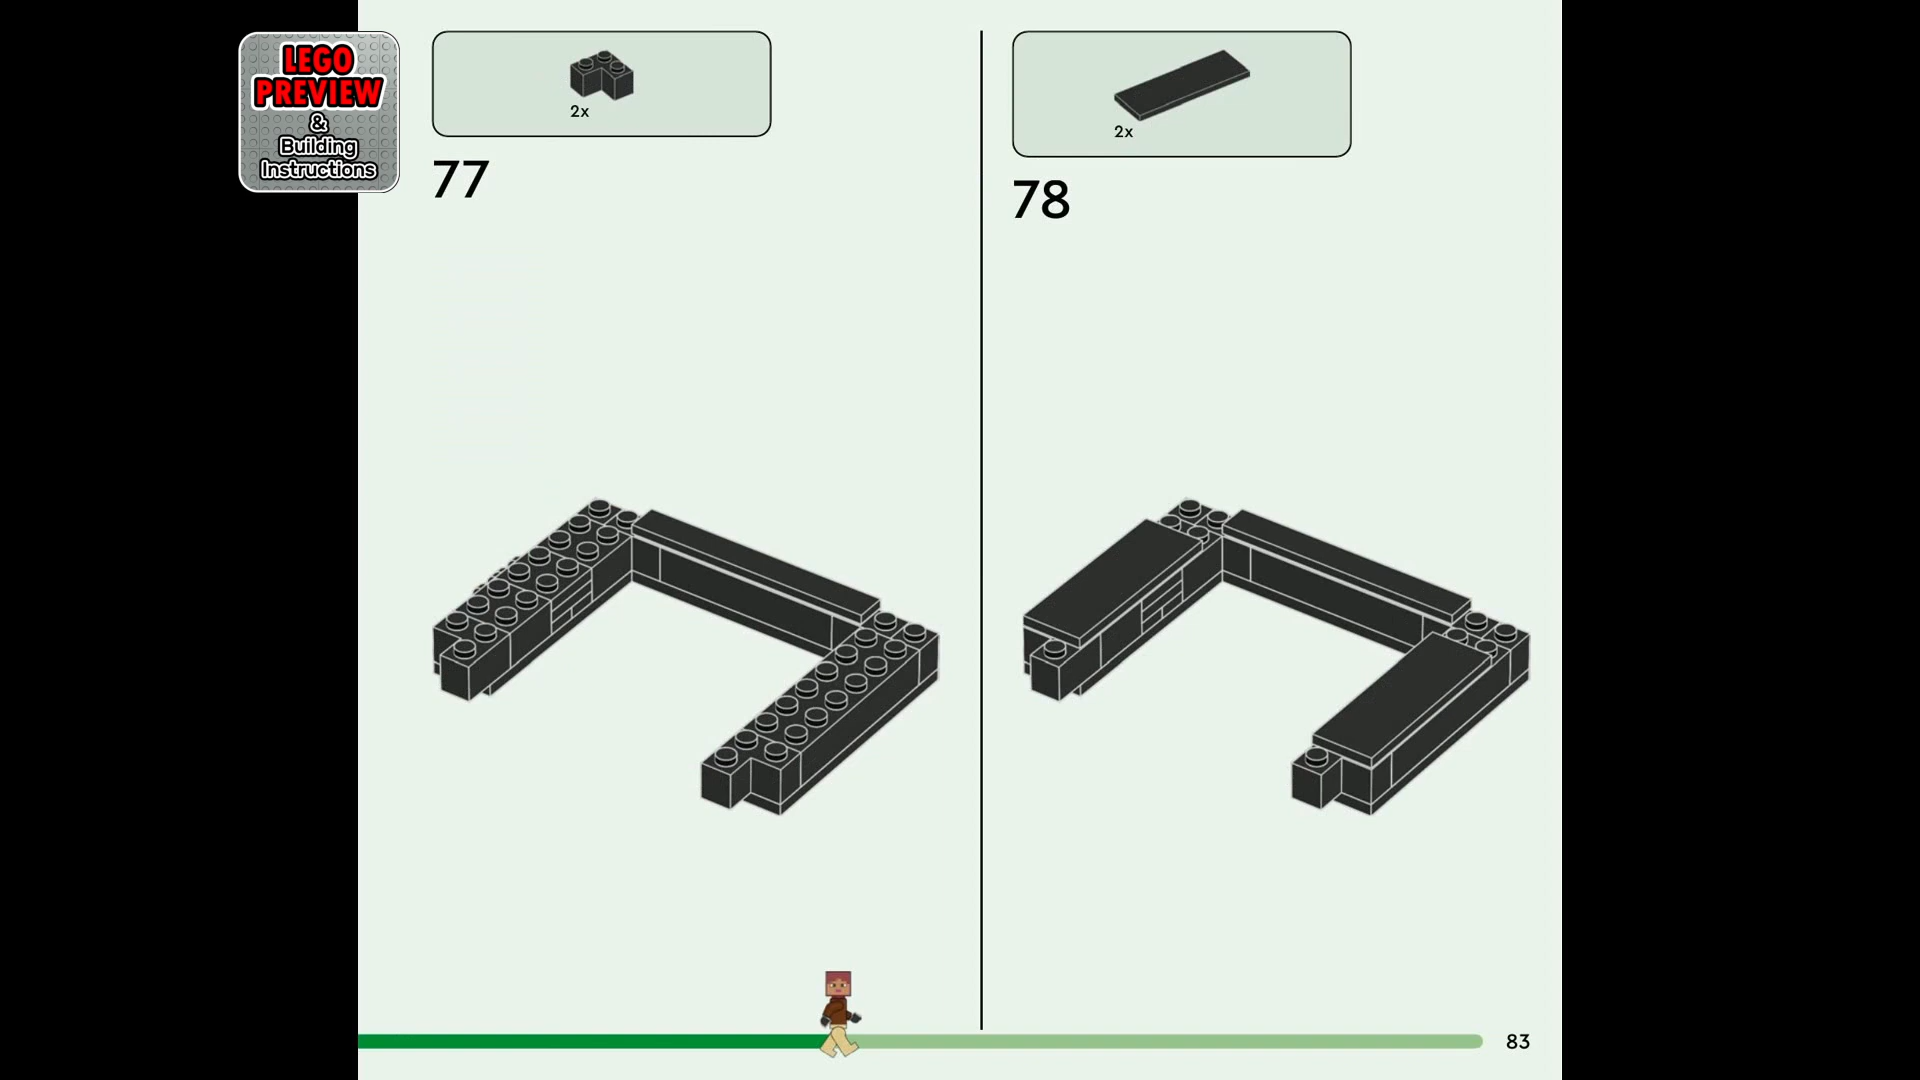 LEGO
PREVIEW
&
Building
Instructions
2x
77
2x
78
83